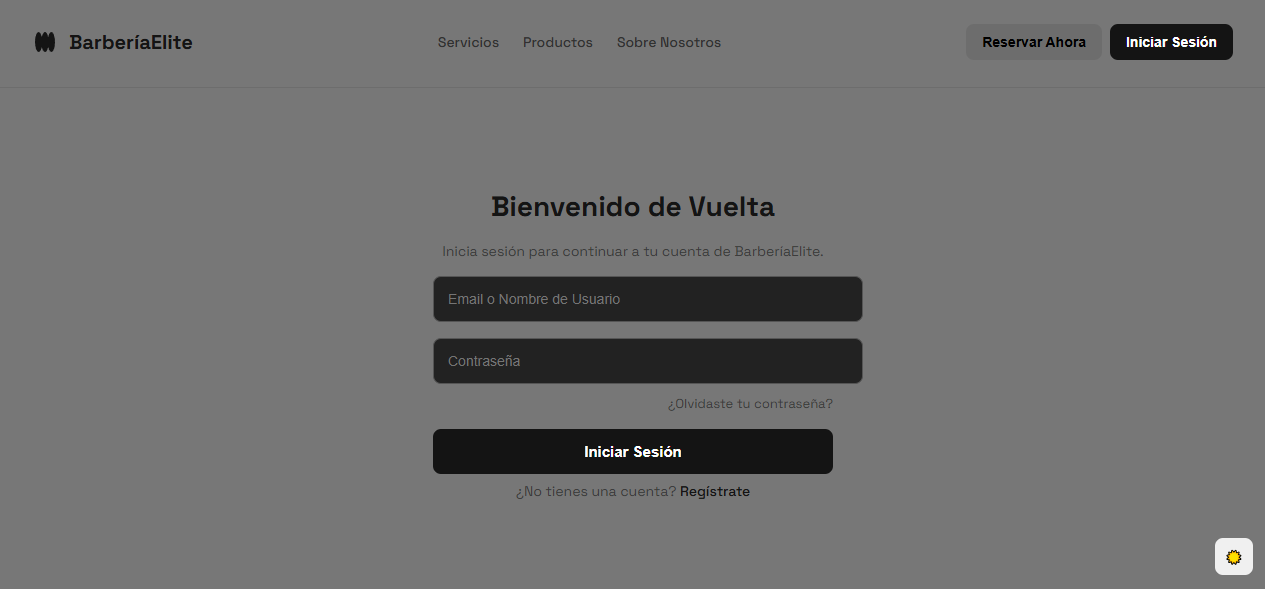 BarberíaElite
Servicios Productos Sobre Nosotros
Reservar Ahora Iniciar Sesión
Bienvenido de Vuelta
Inicia sesión para continuar a tu cuenta de BarberíaElite.
Email o Nombre de Usuario
Contraseña
¿Olvidaste tu contraseña?
Iniciar Sesión
¿No tienes una cuenta? Regístrate